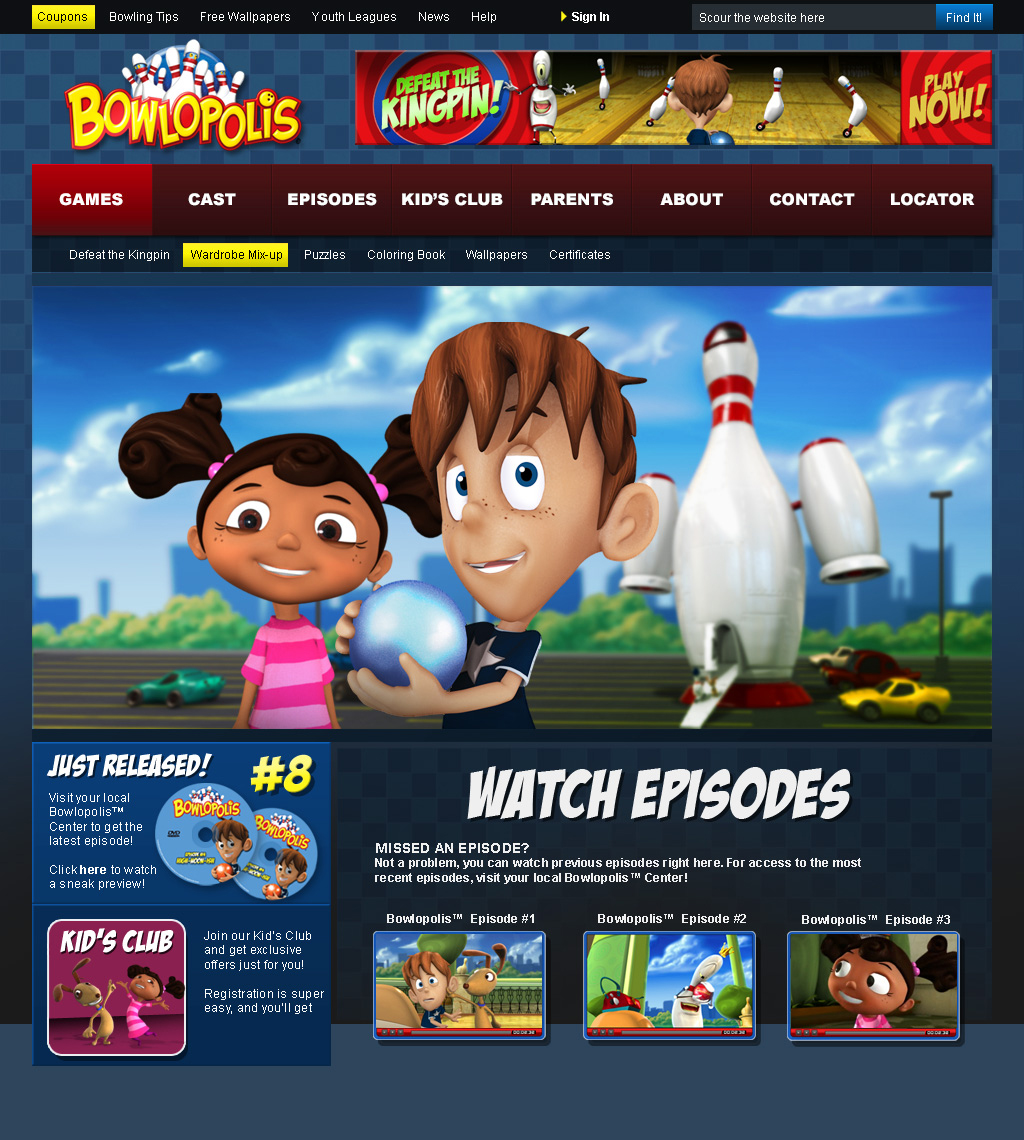 Coupons Bowling Tips Free Wallpapers Youth Leagues News Help Sign In Scour the website here Find It!
BOWLOPOLIS
DEFEAT THE
KINGPIN!
PLAY
NOW!
GAMES CAST EPISODES KID'S CLUB PARENTS ABOUT CONTACT LOCATOR
Defeat the Kingpin Wardrobe Mix-up Puzzles Coloring Book Wallpapers Certificates
JUST RELEASED!
#8
Visit your local
Bowlopolis™
Center to get the
latest episode!
Click here to watch
a sneak preview!
BOWLOPOLIS
DVD
BOWLOPOLIS
KID'S CLUB
Join our Kid's Club
and get exclusive
offers just for you!
Registration is super
easy, and you'll get
WATCH EPISODES
MISSED AN EPISODE?
Not a problem, you can watch previous episodes right here. For access to the most
recent episodes, visit your local Bowlopolis™ Center!
Bowlopolis™ Episode #1
Bowlopolis™ Episode #2
Bowlopolis™ Episode #3